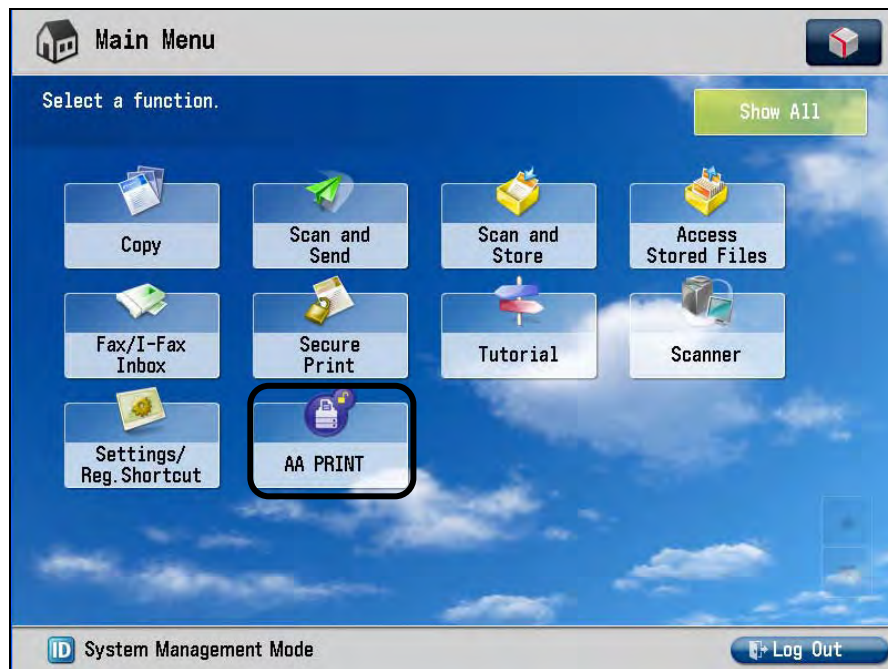 Main Menu
Select a function.
Show All
Copy
Scan and
Send
Scan and
Store
Access
Stored Files
Fax/I-Fax
Inbox
Secure
Print
Tutorial
Scanner
Settings/
Reg.Shortcut
AA PRINT
ID System Management Mode
Log Out